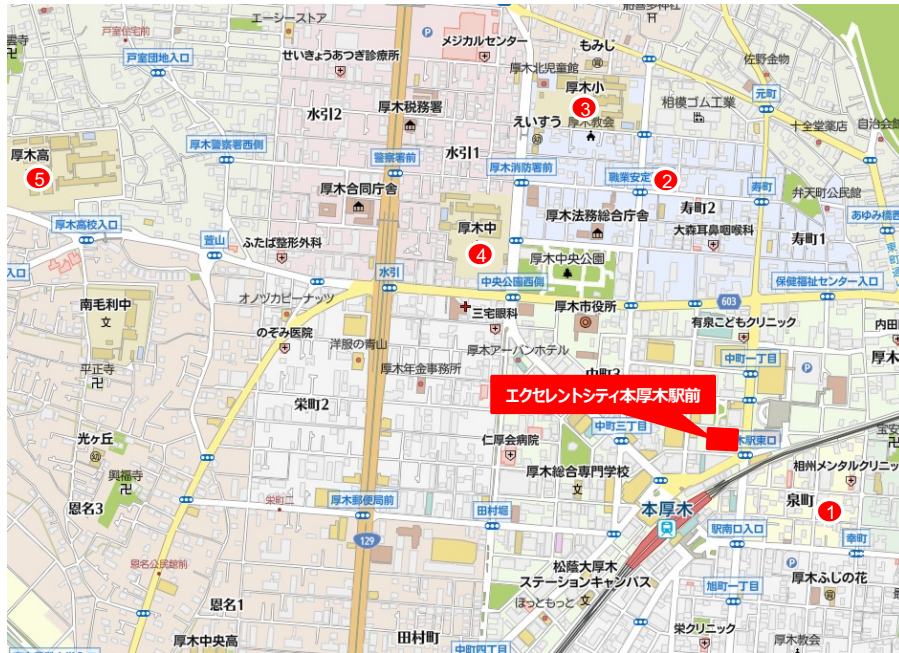 船喜多神社
エーシーストア
戸室住宅前
もみじ
メジカルセンター
せいきょうあつぎ診療所
佐野金物
戸室団地入口
厚木北児童館
厚木小
3
元町
水引2
厚木税務署
相模ゴム工業
えいすう
厚木教会
十全堂薬店
自治会館
厚木警察署西側
水引1
厚木高
警察署前
厚木消防署前
2
5
職業安定
寿町
弁天町公民館
厚木合同庁舎
厚木中
厚木法務総合庁舎
寿町2
あゆみ橋西
大森耳鼻咽喉科
厚木高校入口
菅山
ふたば整形外科
4
厚木中央公園
寿町1
入口
水引
中央公園西側
保健福祉センター入口
オノヅカピーナッツ
603
南毛利中
三宅眼科
厚木市役所
有泉こどもクリニック
内田
のぞみ医院
洋服の青山
厚木アーバンホテル
中町一丁目
厚木
平正寺
厚木年金事務所
中町3
栄町2
エクセレントシティ本厚木駅前
中町三丁目
光ヶ丘
仁厚会病院
木駅東口
宝安
興福寺
厚木総合専門学校
相州メンタルクリニッ
恩名3
栄町二
厚木郵便局前
本厚木
泉町
1
田村堀
駅南口入口
幸町
129
恩名公民館前
松蔭大厚木
ステーションキャンパス
旭町一丁目
厚木ふじの花
恩名1
ほっともっと
栄クリニック
厚木中央高
田村町
中町四丁目
厚木教会